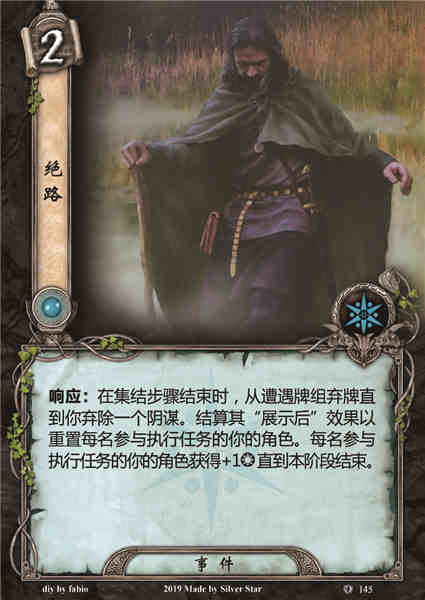 2
绝路
响应：在集结步骤结束时，从遭遇牌组弃牌直
到你弃除一个阴谋。结算其“展示后”效果以
重置每名参与执行任务的你的角色。每名参与
执行任务的你的角色获得+1直到本阶段结束。
事件
diy by fabio
2019 Made by Silver Star
145